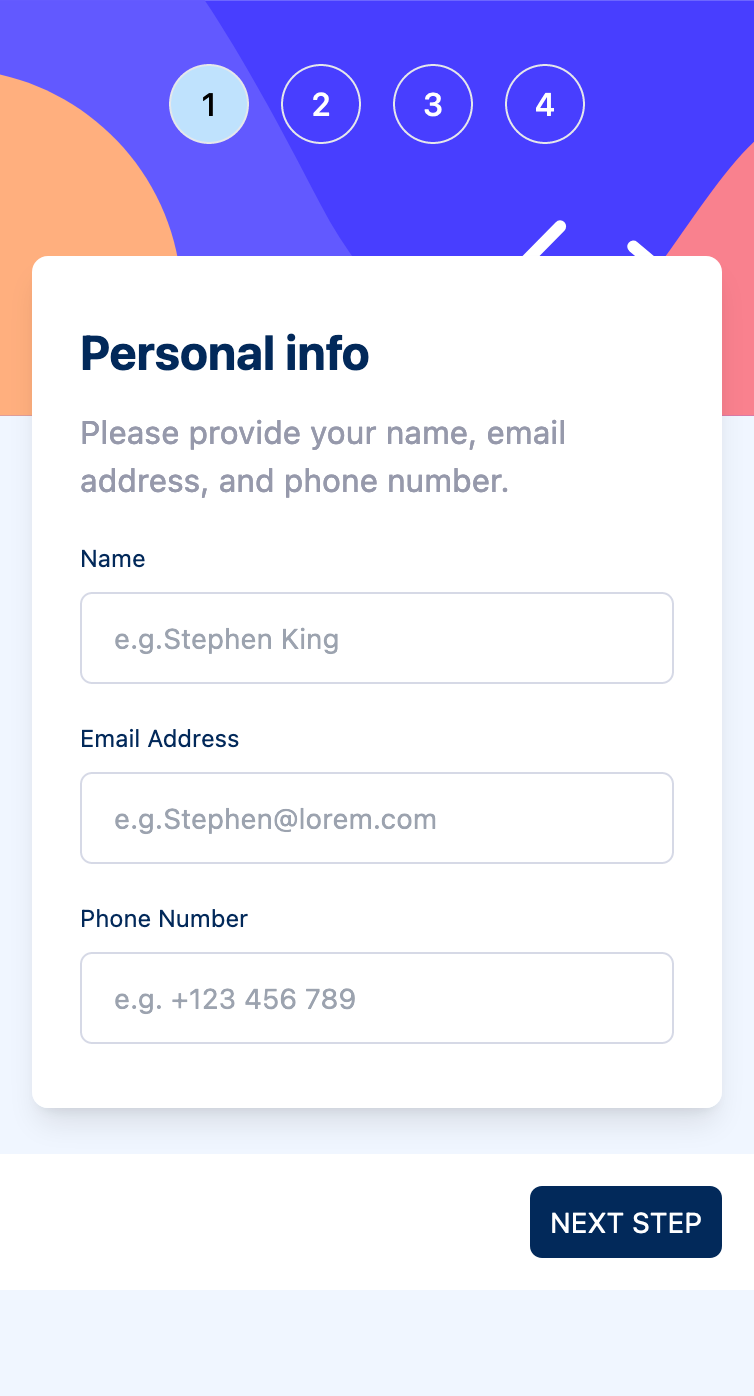 1 2 3 4
Personal info
Please provide your name, email
address, and phone number.
Name
e.g.Stephen King
Email Address
e.g.Stephen@lorem.com
Phone Number
e.g. +123 456 789
NEXT STEP